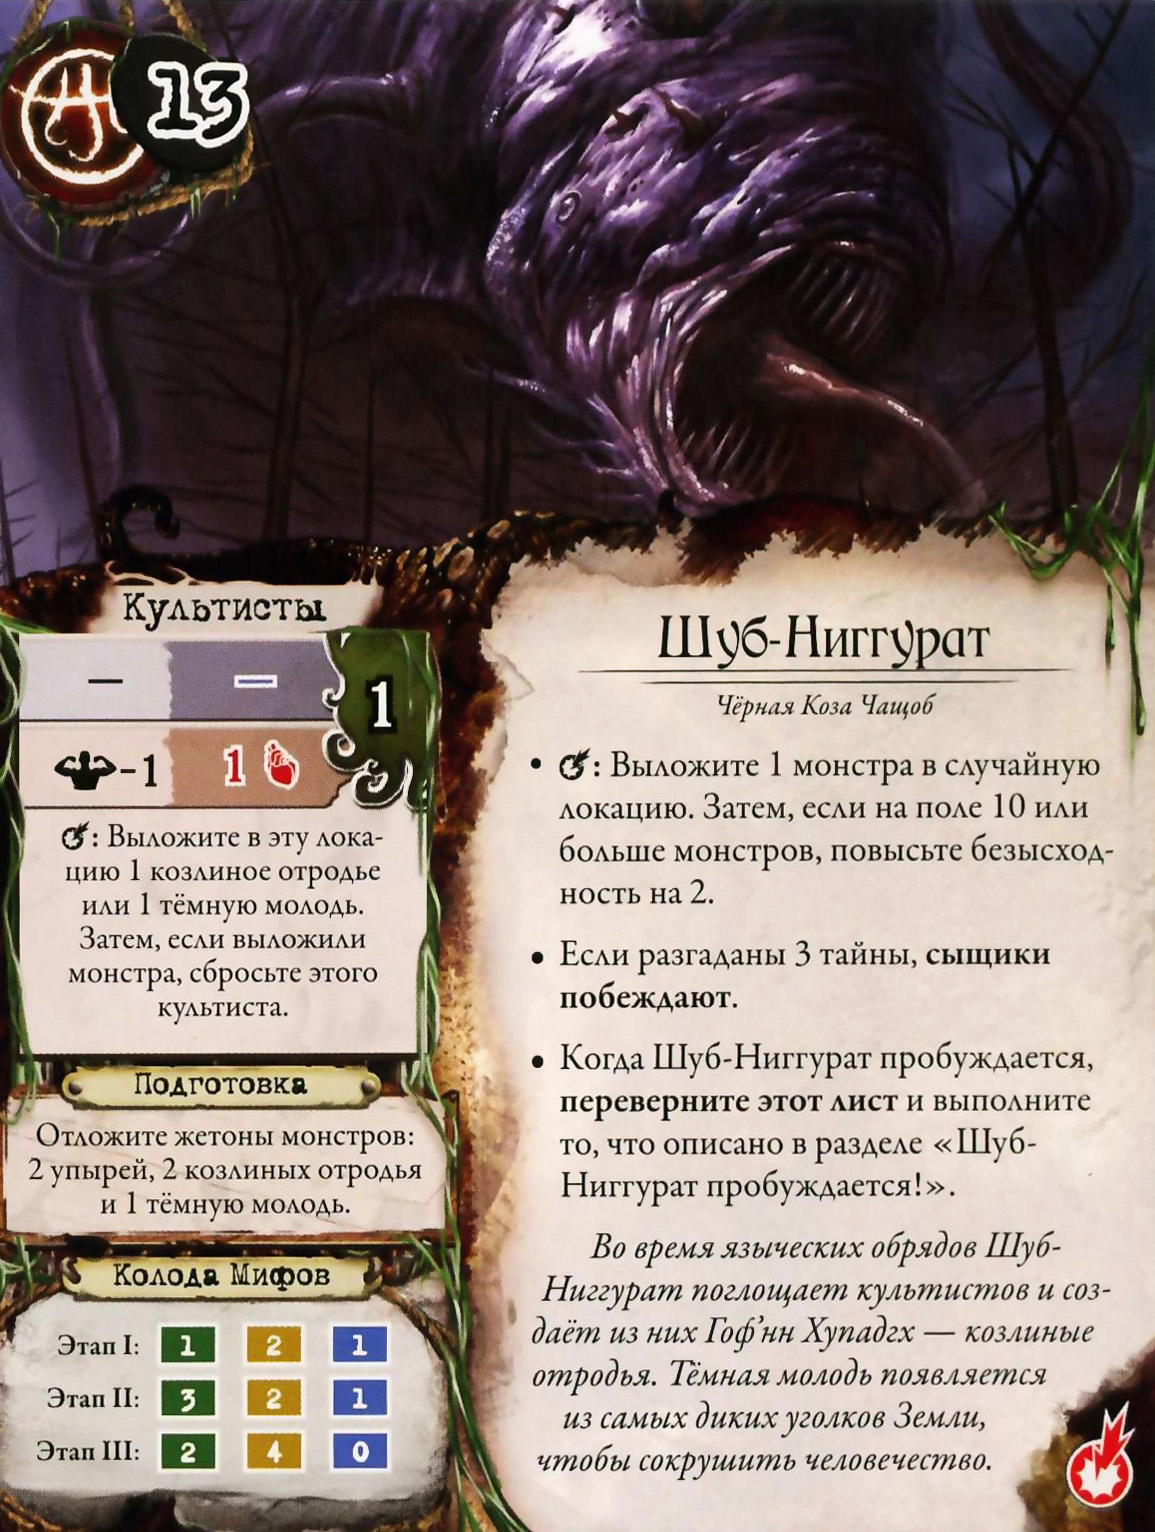 13
Культисты
—
—
1
-1
1
: Выложите в эту лока-
цию 1 козлиное отродье
или 1 тёмную молодь.
Затем, если выложили
монстра, сбросьте этого
культиста.
Подготовка
Отложите жетоны монстров:
2 упырей, 2 козлиных отродья
и 1 тёмную молодь.
Колода Мифов
Этап I: 1 2 1
Этап II: 3 2 1
Этап III: 2 4 0
Шуб-Ниггурат
Чёрная Коза Чащоб
• : Выложите 1 монстра в случайную
локацию. Затем, если на поле 10 или
больше монстров, повысьте безысход-
ность на 2.
• Если разгаданы 3 тайны, сыщики
побеждают.
• Когда Шуб-Ниггурат пробуждается,
переверните этот лист и выполните
то, что описано в разделе «Шуб-
Ниггурат пробуждается!».
Во время языческих обрядов Шуб-
Ниггурат поглощает культистов и соз-
даёт из них Гоф’нн Хупадгх — козлиные
отродья. Тёмная молодь появляется
из самых диких уголков Земли,
чтобы сокрушить человечество.